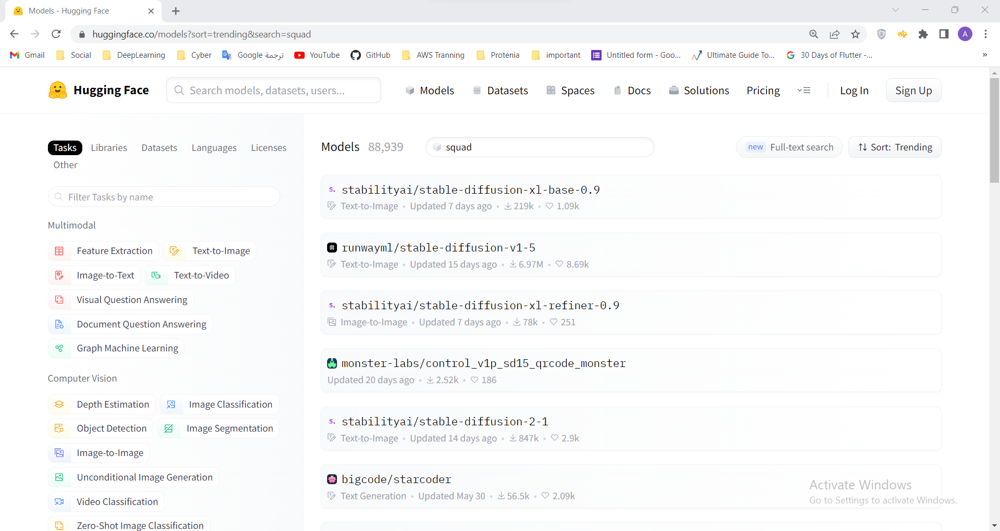 Models - Hugging Face
huggingface.co/models?sort=trending&search=squad
A
Gmail Social DeepLearning Cyber Google ترجمة YouTube GitHub AWS Tranning Protenia important Untitled form - Goo... Ultimate Guide To... 30 Days of Flutter -... »
Hugging Face Search models, datasets, users... Models Datasets Spaces Docs Solutions Pricing Log In Sign Up
Tasks Libraries Datasets Languages Licenses
Other
Filter Tasks by name
Multimodal
Feature Extraction Text-to-Image
Image-to-Text Text-to-Video
Visual Question Answering
Document Question Answering
Graph Machine Learning
Computer Vision
Depth Estimation Image Classification
Object Detection Image Segmentation
Image-to-Image
Unconditional Image Generation
Video Classification
Zero-Shot Image Classification
Models 88,939 squad new Full-text search Sort: Trending
s. stabilityai/stable-diffusion-xl-base-0.9
Text-to-Image • Updated 7 days ago • 219k • 1.09k
runwayml/stable-diffusion-v1-5
Text-to-Image • Updated 15 days ago • 6.97M • 8.69k
s. stabilityai/stable-diffusion-xl-refiner-0.9
Image-to-Image • Updated 7 days ago • 78k • 251
monster-labs/control_v1p_sd15_qrcode_monster
Updated 20 days ago • 2.52k • 186
s. stabilityai/stable-diffusion-2-1
Text-to-Image • Updated 14 days ago • 847k • 2.9k
bigcode/starcoder
Text Generation • Updated May 30 • 56.5k • 2.09k
Activate Windows
Go to Settings to activate Windows.